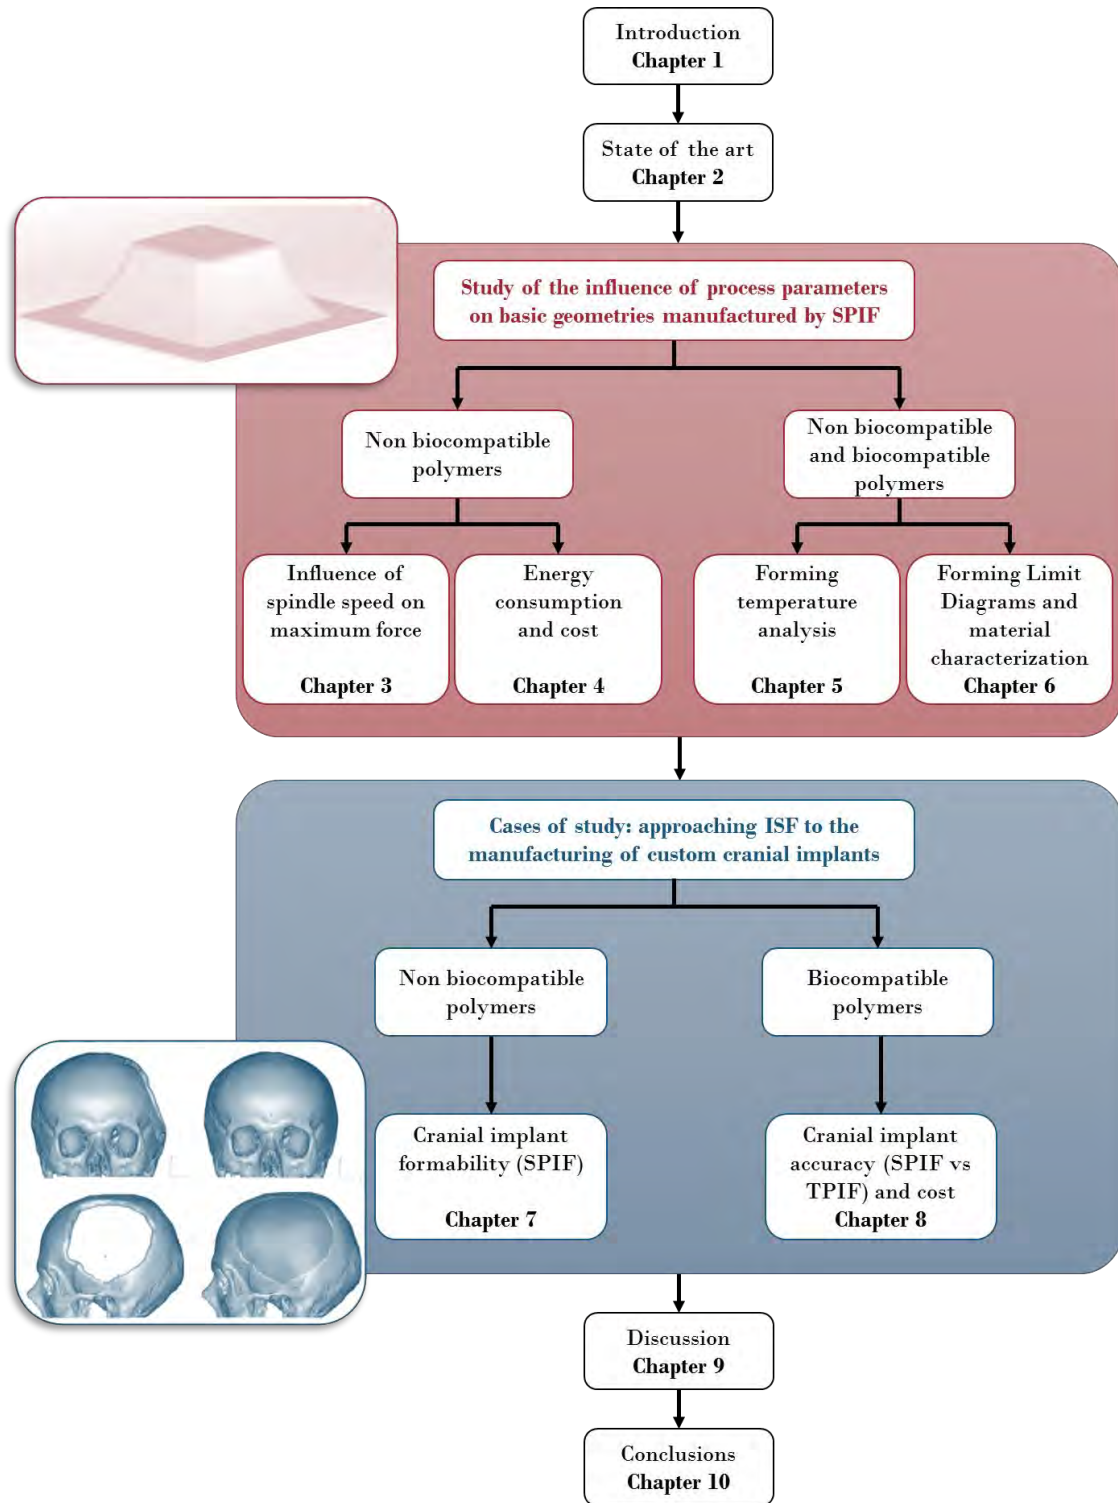 Introduction
Chapter 1
State of the art
Chapter 2
Study of the influence of process parameters
on basic geometries manufactured by SPIF
Non biocompatible
polymers
Non biocompatible
and biocompatible
polymers
Influence of
spindle speed on
maximum force
Chapter 3
Energy
consumption
and cost
Chapter 4
Forming
temperature
analysis
Chapter 5
Forming Limit
Diagrams and
material
characterization
Chapter 6
Cases of study: approaching ISF to the
manufacturing of custom cranial implants
Non biocompatible
polymers
Biocompatible
polymers
Cranial implant
formability (SPIF)
Chapter 7
Cranial implant
accuracy (SPIF vs
TPIF) and cost
Chapter 8
Discussion
Chapter 9
Conclusions
Chapter 10